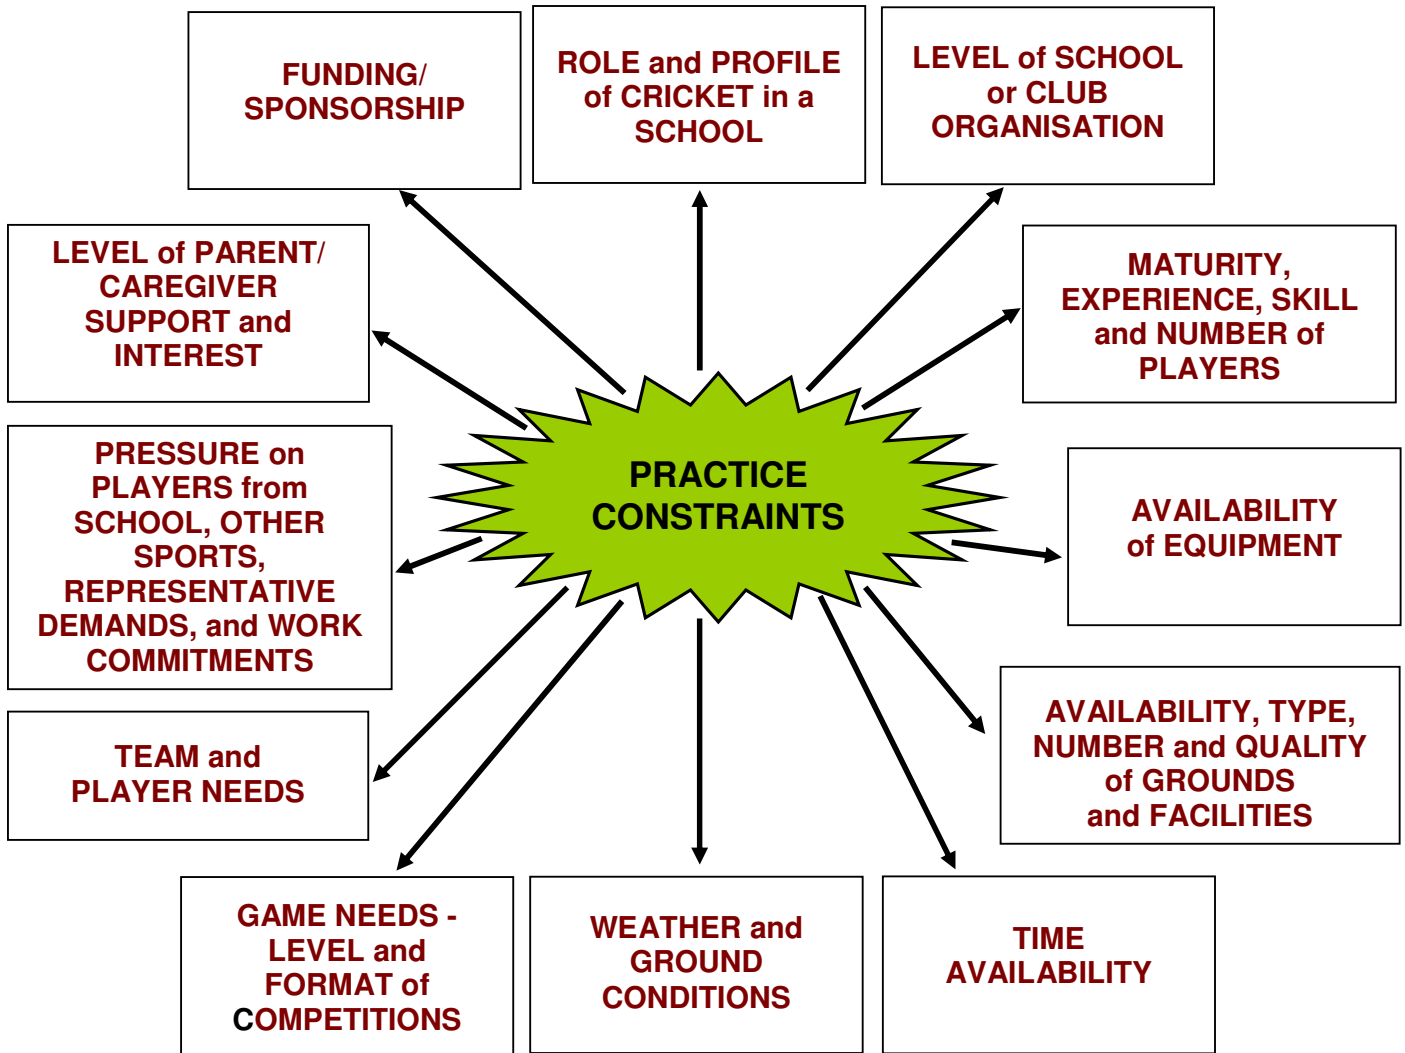 FUNDING/
SPONSORSHIP
ROLE and PROFILE
of CRICKET in a
SCHOOL
LEVEL of SCHOOL
or CLUB
ORGANISATION
LEVEL of PARENT/
CAREGIVER
SUPPORT and
INTEREST
MATURITY,
EXPERIENCE, SKILL
and NUMBER of
PLAYERS
PRESSURE on
PLAYERS from
SCHOOL, OTHER
SPORTS,
REPRESENTATIVE
DEMANDS, and WORK
COMMITMENTS
PRACTICE
CONSTRAINTS
AVAILABILITY
of EQUIPMENT
TEAM and
PLAYER NEEDS
AVAILABILITY, TYPE,
NUMBER and QUALITY
of GROUNDS
and FACILITIES
GAME NEEDS -
LEVEL and
FORMAT of
COMPETITIONS
WEATHER and
GROUND
CONDITIONS
TIME
AVAILABILITY